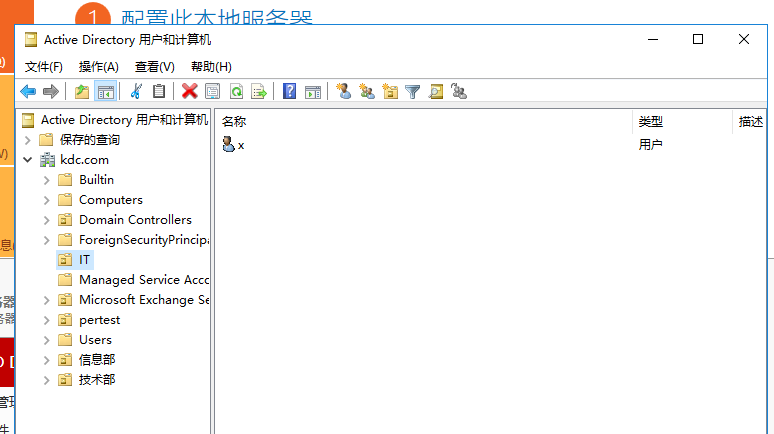 1 配置此本地服务器
Active Directory 用户和计算机
文件(F) 操作(A) 查看(V) 帮助(H)
Active Directory 用户和计算机
保存的查询
kdc.com
Builtin
Computers
Domain Controllers
ForeignSecurityPrincipa
IT
Managed Service Acco
Microsoft Exchange Se
pertest
Users
信息部
技术部
名称 类型 描述
x 用户